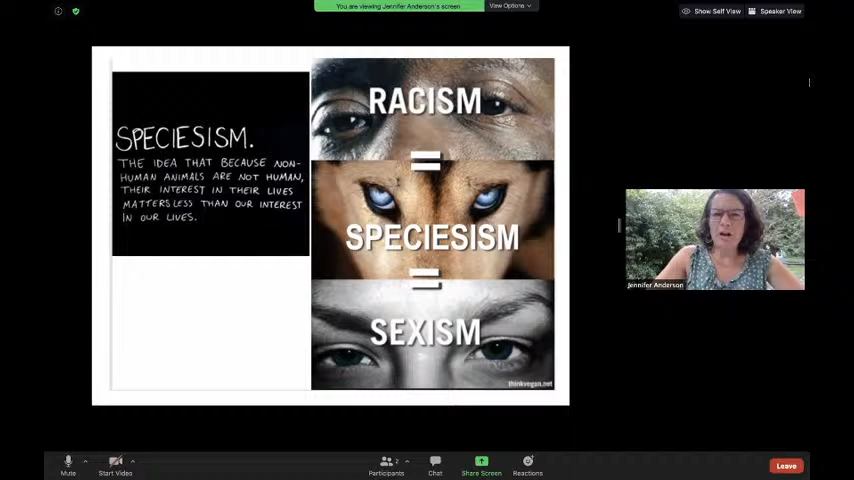 You are viewing Jennifer Anderson's screen
View Options
Show Self View
Speaker View
SPECIESISM.
THE IDEA THAT BECAUSE NON-
HUMAN ANIMALS ARE NOT HUMAN,
THEIR INTEREST IN THEIR LIVES
MATTERS LESS THAN OUR INTEREST
IN OUR LIVES.
RACISM
=
SPECIESISM
=
SEXISM
thinkvegan.net
Jennifer Anderson
Mute
Start Video
Participants
2
Chat
Share Screen
Reactions
Leave